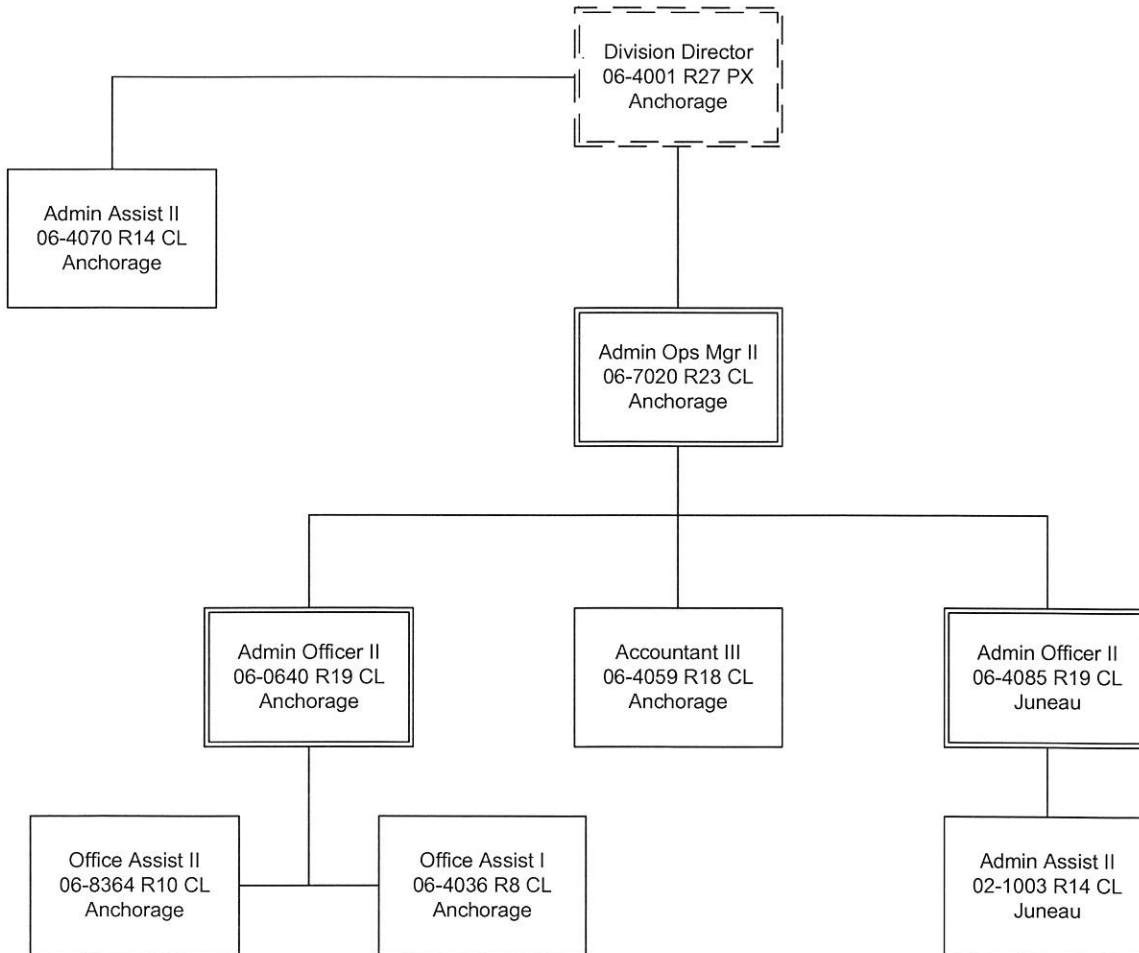 Division Director
06-4001 R27 PX
Anchorage
Admin Assist II
06-4070 R14 CL
Anchorage
Admin Ops Mgr II
06-7020 R23 CL
Anchorage
Admin Officer II
06-0640 R19 CL
Anchorage
Accountant III
06-4059 R18 CL
Anchorage
Admin Officer II
06-4085 R19 CL
Juneau
Office Assist II
06-8364 R10 CL
Anchorage
Office Assist I
06-4036 R8 CL
Anchorage
Admin Assist II
02-1003 R14 CL
Juneau